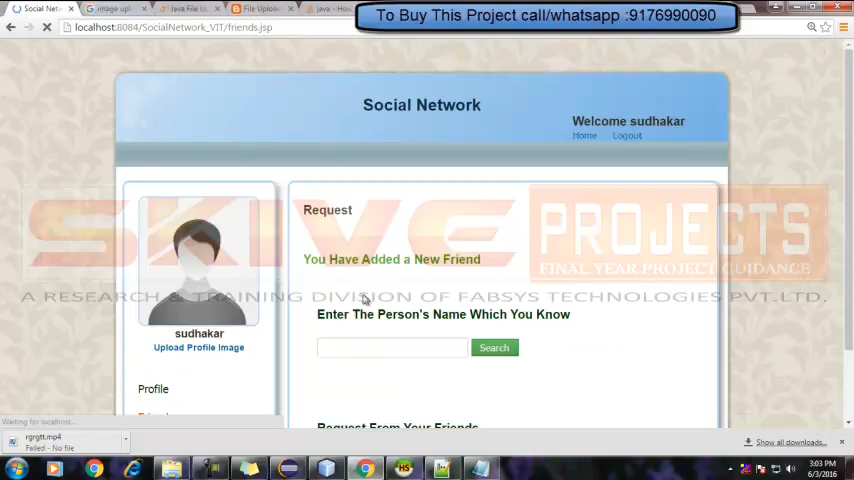 Social Netw
image upl
Java File U
File Uploa
java - How
To Buy This Project call/whatsapp :9176990090
localhost:8084/SocialNetwork_VIT/friends.jsp
Social Network
Welcome sudhakar
Home Logout
Request
SKIVE PROJECTS
FINAL YEAR PROJECT GUIDANCE
You Have Added a New Friend
A RESEARCH & TRAINING DIVISION OF FABSYS TECHNOLOGIES PVT.LTD.
Enter The Person's Name Which You Know
sudhakar
Upload Profile image
Search
Profile
Request From Your Friends
Waiting for localhost...
rgrgtt.mp4
Failed - No file
Show all downloads...
HS
3:03 PM
6/3/2016